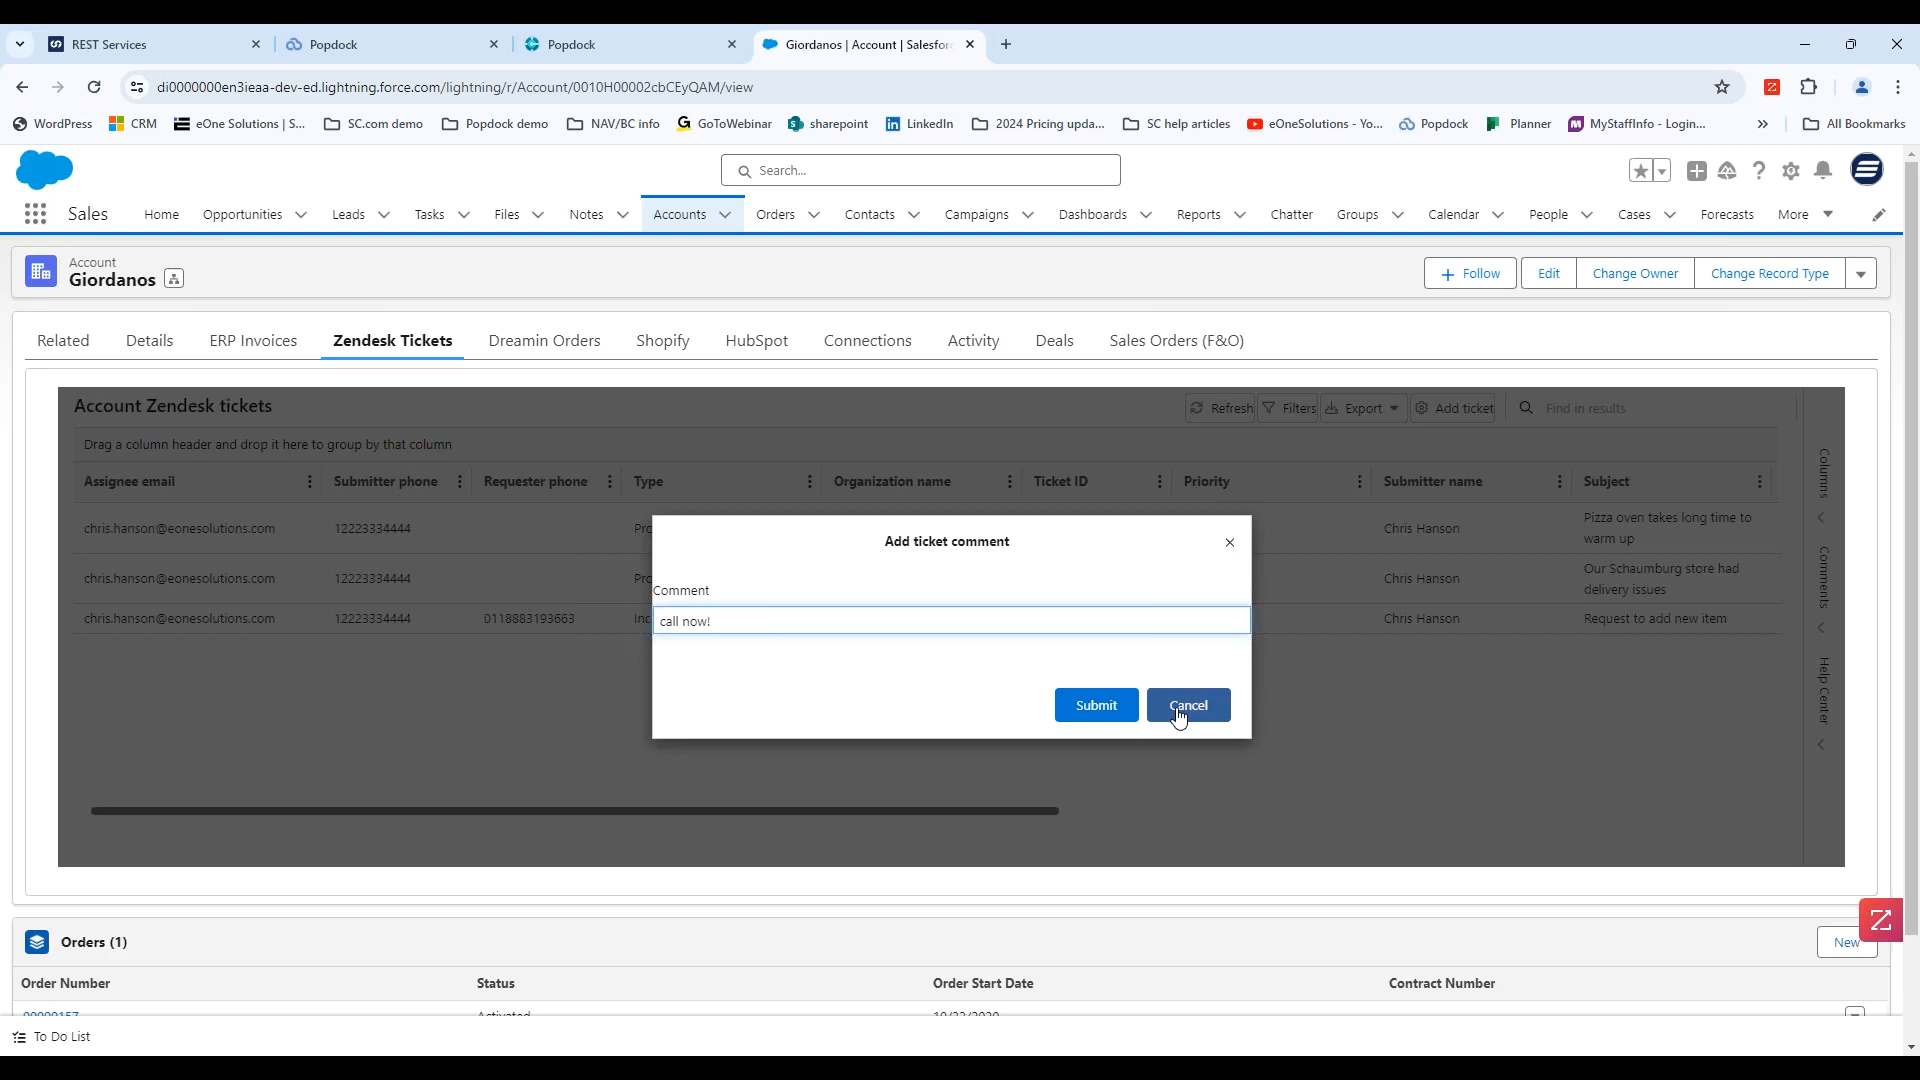 REST Services
Popdock
Popdock
Giordanos | Account | Salesforc
di0000000en3ieaa-dev-ed.lightning.force.com/lightning/r/Account/0010H00002cbCEyQAM/view
WordPress CRM eOne Solutions | S... SC.com demo Popdock demo NAV/BC info GoToWebinar sharepoint LinkedIn 2024 Pricing upda... SC help articles eOneSolutions - Yo... Popdock Planner MyStaffInfo - Login... » All Bookmarks
Search...
Sales Home Opportunities Leads Tasks Files Notes Accounts Orders Contacts Campaigns Dashboards Reports Chatter Groups Calendar People Cases Forecasts More
Account
Giordanos
Follow Edit Change Owner Change Record Type
Related Details ERP Invoices Zendesk Tickets Dreamin Orders Shopify HubSpot Connections Activity Deals Sales Orders (F&O)
Account Zendesk tickets
Refresh Filters Export Add ticket Find in results
Drag a column header and drop it here to group by that column
Assignee email Submitter phone Requester phone Type Organization name Ticket ID Priority Submitter name Subject
chris.hanson@eonesolutions.com 12223334444 Pro Chris Hanson Pizza oven takes long time to
warm up
chris.hanson@eonesolutions.com 12223334444 Pro Chris Hanson Our Schaumburg store had
delivery issues
chris.hanson@eonesolutions.com 12223334444 0118883193663 Inc Chris Hanson Request to add new item
Columns
Comments
Help Center
Add ticket comment
Comment
call now!
Submit Cancel
Orders (1)
New
Order Number Status Order Start Date Contract Number
00000157 Activated 10/22/2020
To Do List